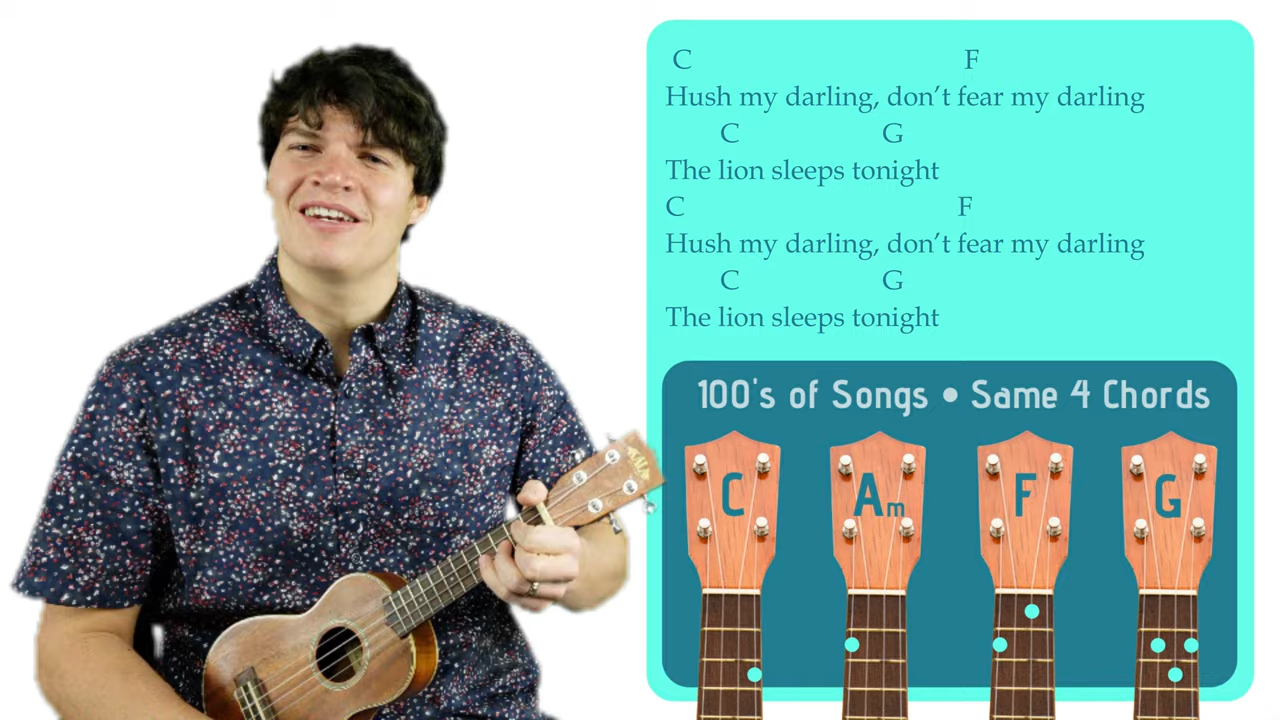 C F
Hush my darling, don’t fear my darling
C G
The lion sleeps tonight
C F
Hush my darling, don’t fear my darling
C G
The lion sleeps tonight
100's of Songs • Same 4 Chords
C Am F G
KALA